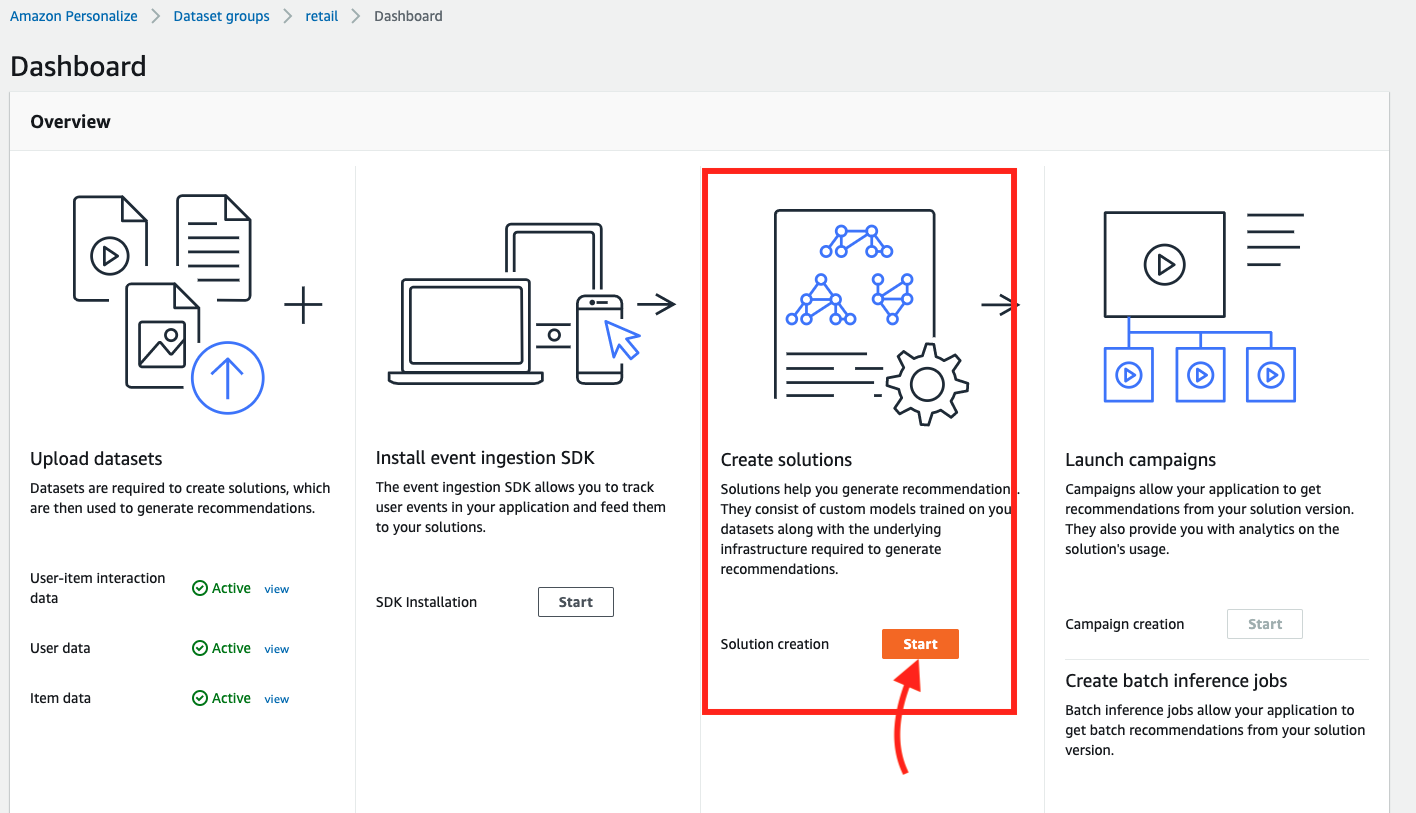 Amazon Personalize > Dataset groups > retail > Dashboard
Dashboard
Overview
Upload datasets
Datasets are required to create solutions, which
are then used to generate recommendations.
User-item interaction
data
Active view
User data Active view
Item data Active view
Install event ingestion SDK
The event ingestion SDK allows you to track
user events in your application and feed them
to your solutions.
SDK Installation Start
Create solutions
Solutions help you generate recommendation.
They consist of custom models trained on you
datasets along with the underlying
infrastructure required to generate
recommendations.
Solution creation Start
Launch campaigns
Campaigns allow your application to get
recommendations from your solution version.
They also provide you with analytics on the
solution's usage.
Campaign creation Start
Create batch inference jobs
Batch inference jobs allow your application to
get batch recommendations from your solution
version.